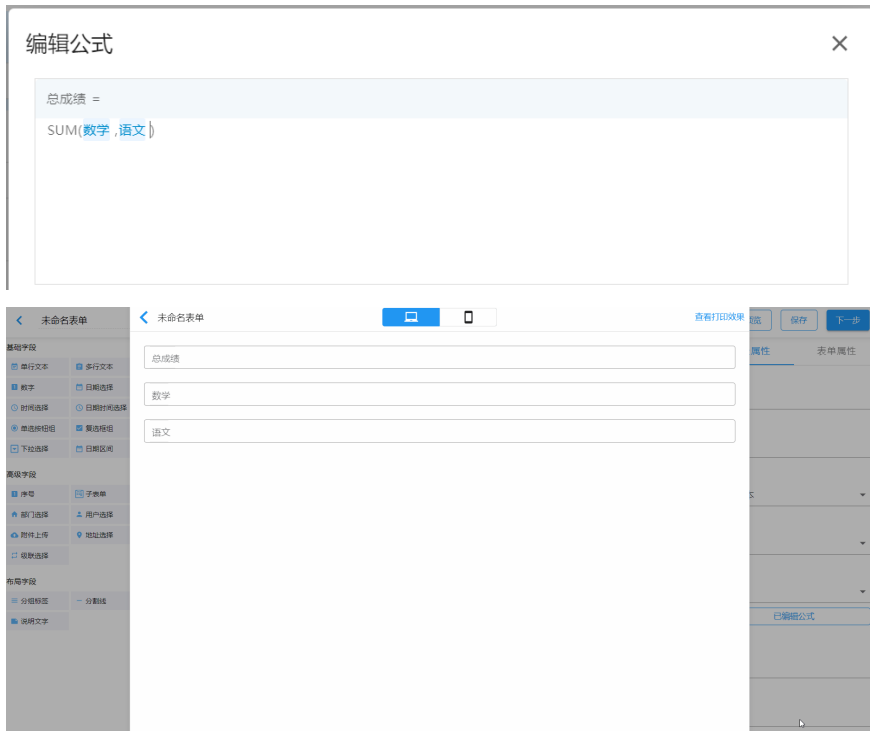 编辑公式
总成绩 =
SUM(数学 ,语文 )
未命名表单
未命名表单
查看打印效果
保存
下一步
基础字段
属性
表单属性
单行文本
多行文本
总成绩
数字
日期选择
数学
时间选择
日期时间选择
单选按钮组
复选框组
语文
下拉选择
日期区间
高级字段
序号
子表单
部门选择
用户选择
附件上传
地址选择
级联选择
布局字段
分组标签
分割线
已编辑公式
说明文字